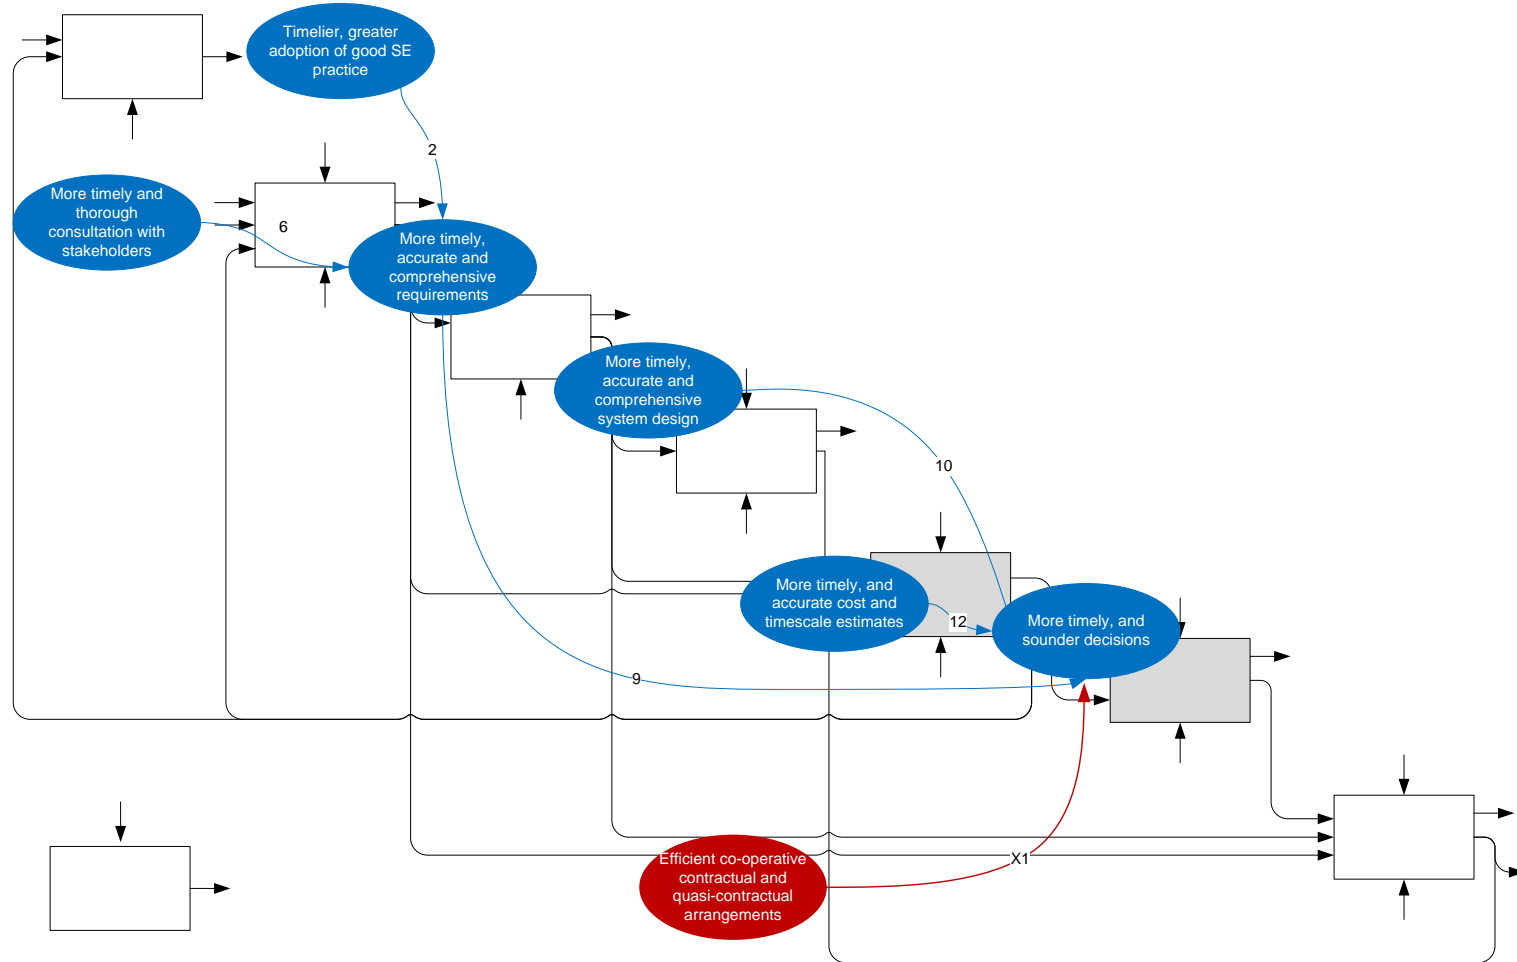 Timelier, greater
adoption of good SE
practice
2
More timely and
thorough
consultation with
stakeholders
6
More timely,
accurate and
comprehensive
requirements
More timely,
accurate and
comprehensive
system design
10
More timely, and
accurate cost and
timescale estimates
12
More timely, and
sounder decisions
9
Efficient co-operative
contractual and
quasi-contractual
arrangements
X1